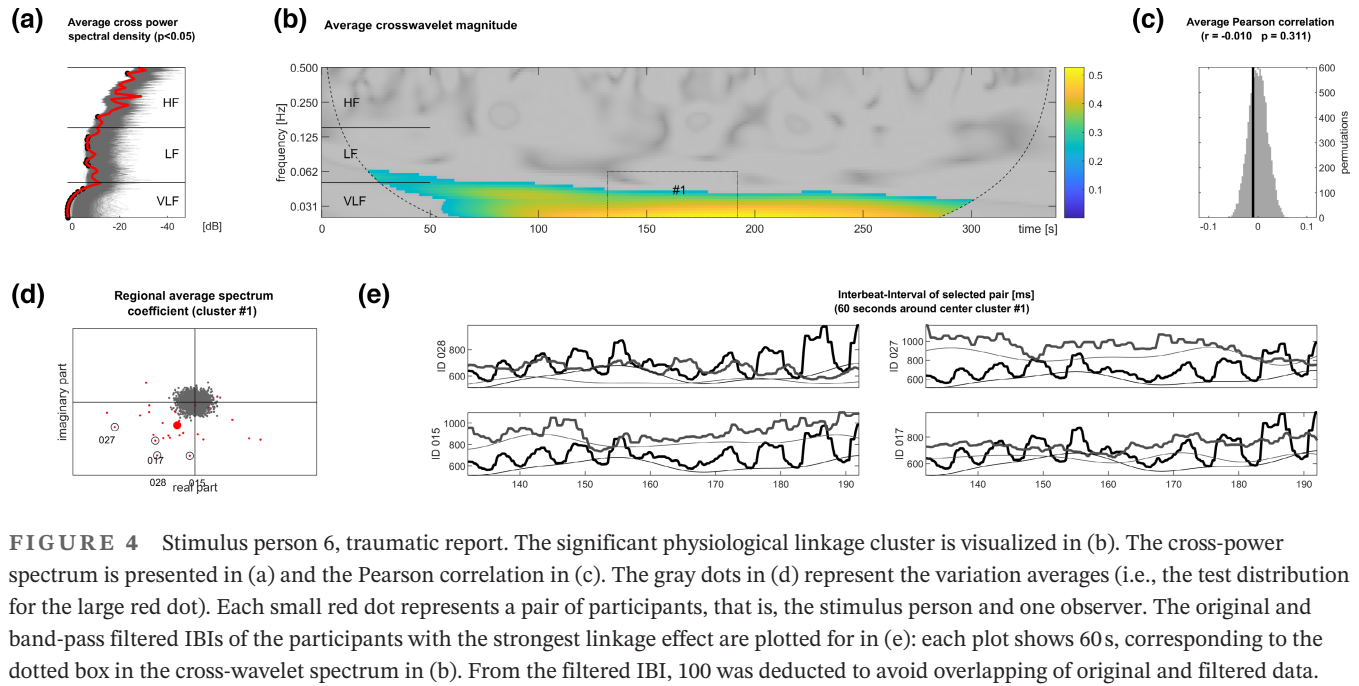 (a)
Average cross power
spectral density (p<0.05)
HF
LF
VLF
0 -20 -40 [dB]
(b)
Average crosswavelet magnitude
frequency [Hz]
0.500
0.250
0.125
0.062
0.031
HF
LF
VLF
#1
0 50 100 150 200 250 300 time [s]
0.5
0.4
0.3
0.2
0.1
(c)
Average Pearson correlation
(r = -0.010 p = 0.311)
600
500
400
300
200
100
0
permutations
-0.1 0 0.1
(d)
Regional average spectrum
coefficient (cluster #1)
imaginary part
027
017
028 015
real part
(e)
Interbeat-Interval of selected pair [ms]
(60 seconds around center cluster #1)
ID 028
800
600
ID 027
1000
800
600
ID 015
1000
800
600
140 150 160 170 180 190
ID 017
800
600
140 150 160 170 180 190
FIGURE 4 Stimulus person 6, traumatic report. The significant physiological linkage cluster is visualized in (b). The cross-power
spectrum is presented in (a) and the Pearson correlation in (c). The gray dots in (d) represent the variation averages (i.e., the test distribution
for the large red dot). Each small red dot represents a pair of participants, that is, the stimulus person and one observer. The original and
band-pass filtered IBIs of the participants with the strongest linkage effect are plotted for in (e): each plot shows 60 s, corresponding to the
dotted box in the cross-wavelet spectrum in (b). From the filtered IBI, 100 was deducted to avoid overlapping of original and filtered data.